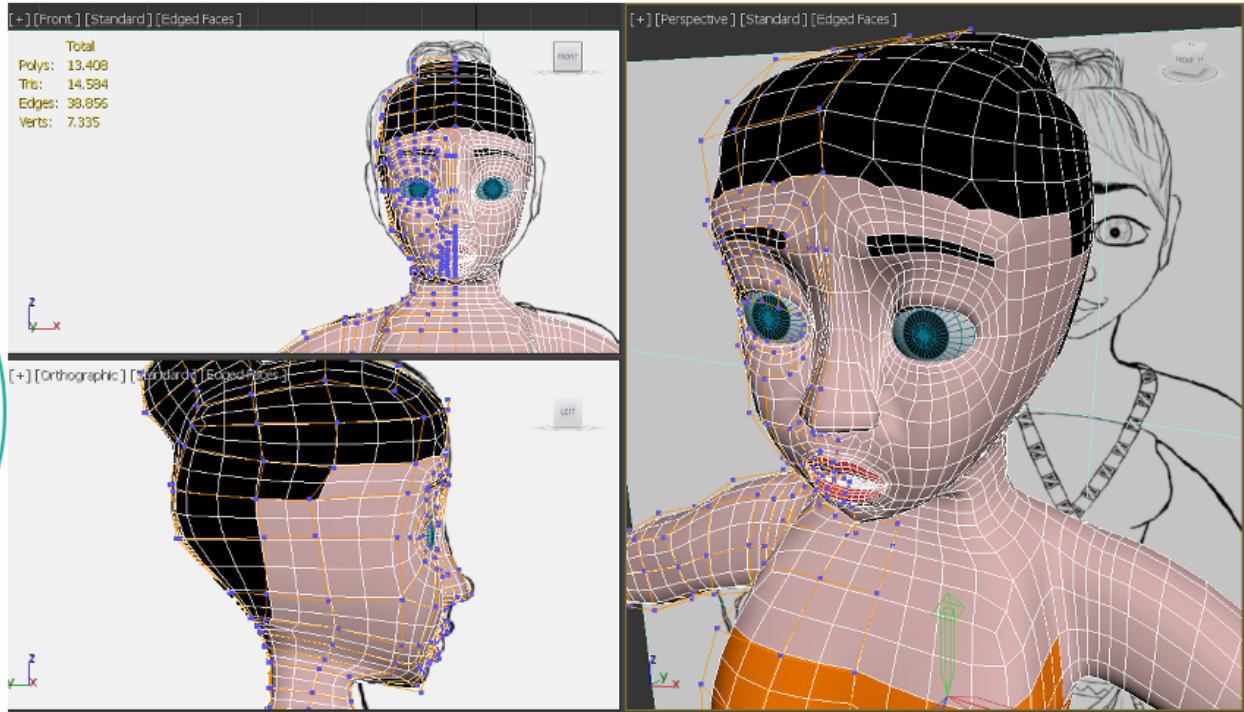 [+] [Front ] [Standard ] [Edged Faces ]
Total
Polys: 13.408
Tris: 14.584
Edges: 38.856
Verts: 7.335
FRONT
z
y x
[+] [Orthographic ] [Standard ] [Edged Faces ]
LEFT
z
y x
[+] [Perspective ] [Standard ] [Edged Faces ]
FRONT
z
y
x